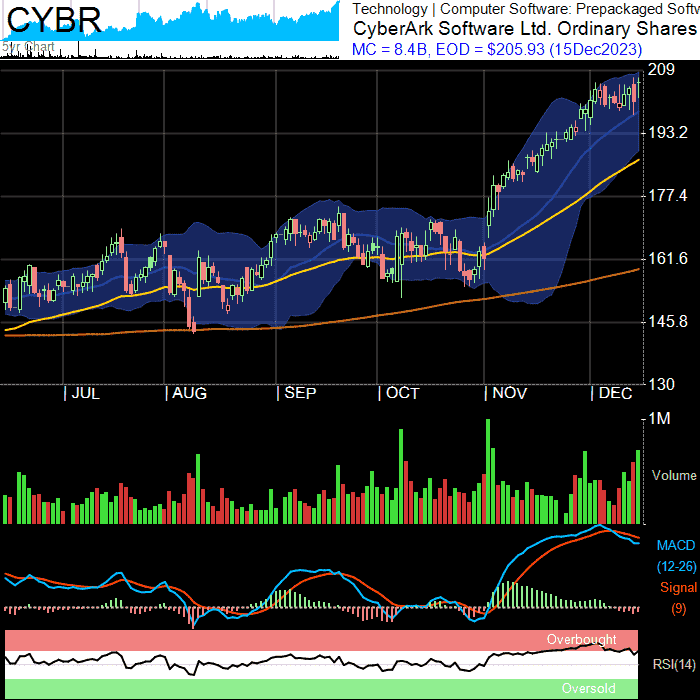 CYBR
5yr Chart
Technology | Computer Software: Prepackaged Softw
CyberArk Software Ltd. Ordinary Shares
MC = 8.4B, EOD = $205.93 (15Dec2023)
209
193.2
177.4
161.6
145.8
130
| JUL | AUG | SEP | OCT | NOV | DEC
1M
Volume
MACD
(12-26)
Signal
(9)
Overbought
RSI(14)
Oversold